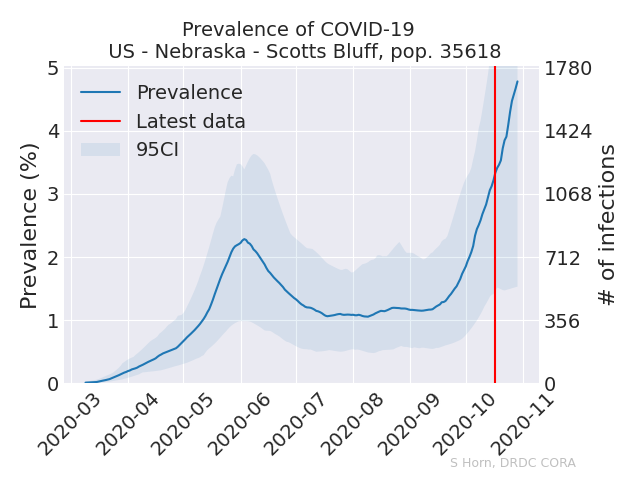 Prevalence of COVID-19
US - Nebraska - Scotts Bluff, pop. 35618
Prevalence
Latest data
95CI
Prevalence (%)
5
4
3
2
1
0
1780
1424
1068
712
356
0
# of infections
2020-03
2020-04
2020-05
2020-06
2020-07
2020-08
2020-09
2020-10
2020-11
S Horn, DRDC CORA